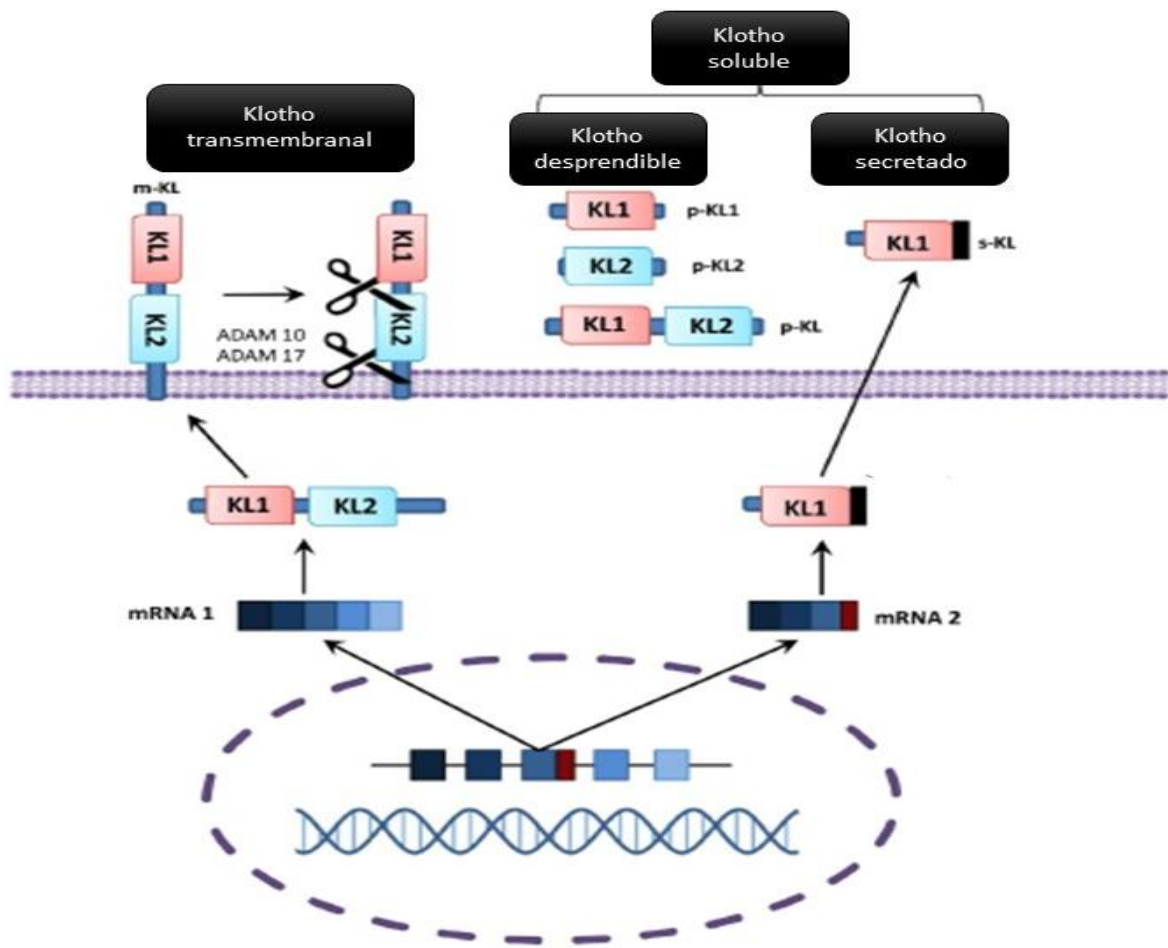 Klotho
soluble
Klotho
transmembranal
Klotho
desprendible
Klotho
secretado
m-KL
KL1
KL2
ADAM 10
ADAM 17
KL1
KL2
KL1
p-KL1
KL2
p-KL2
KL1
KL2
p-KL
KL1
s-KL
KL1
KL2
KL1
mRNA 1
mRNA 2